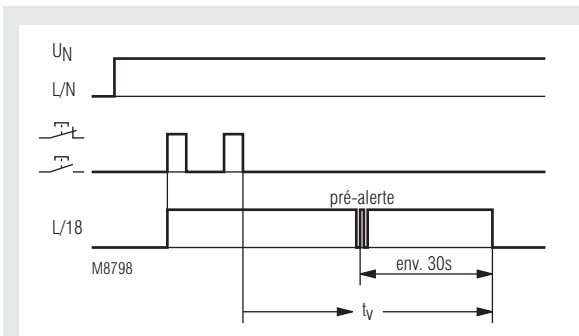 UN
L/N
pré-alerte
L/18
M8798
env. 30s
tv